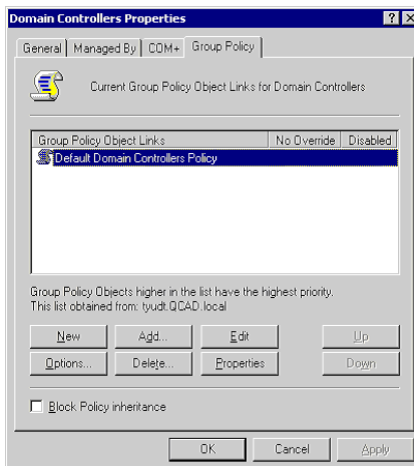 Domain Controllers Properties
General Managed By COM+ Group Policy
Current Group Policy Object Links for Domain Controllers
Group Policy Object Links No Override Disabled
Default Domain Controllers Policy
Group Policy Objects higher in the list have the highest priority.
This list obtained from: tyudt.QCAD.local
New Add... Edit Up
Options... Delete... Properties Down
Block Policy inheritance
OK Cancel Apply